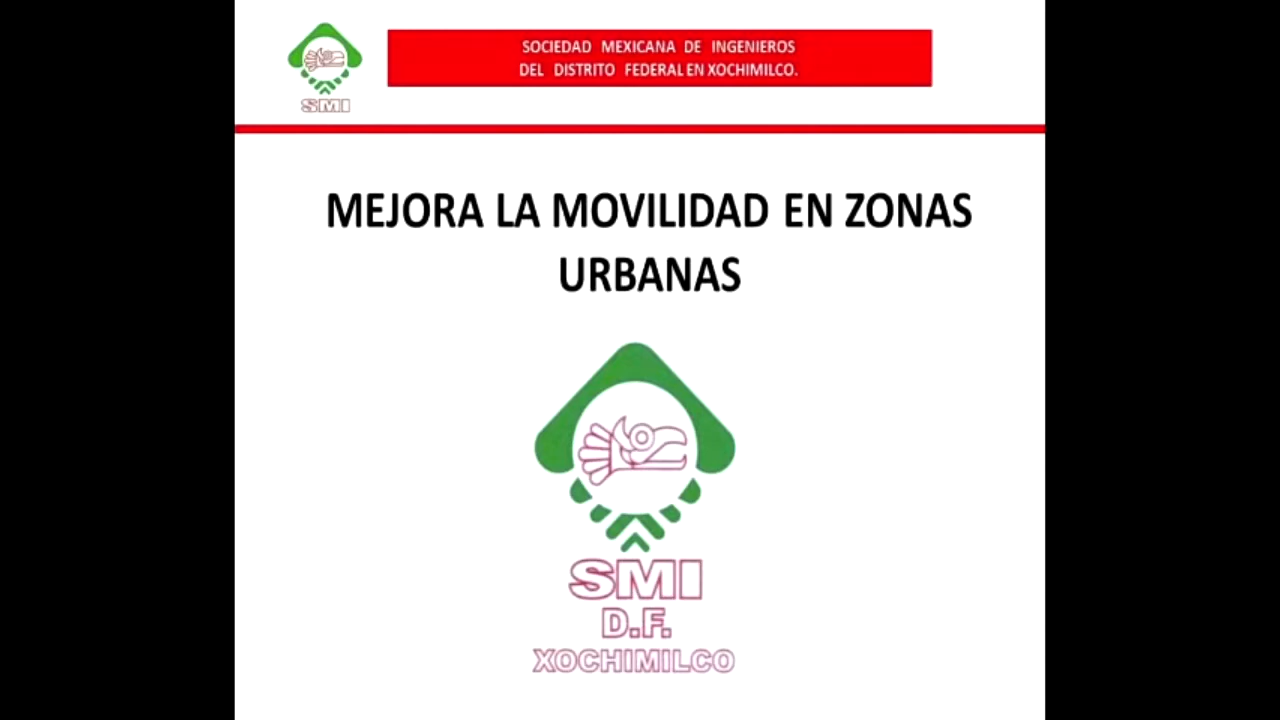 SOCIEDAD MEXICANA DE INGENIEROS
DEL DISTRITO FEDERAL EN XOCHIMILCO.
SMI
MEJORA LA MOVILIDAD EN ZONAS
URBANAS
SMI
D.F.
XOCHIMILCO